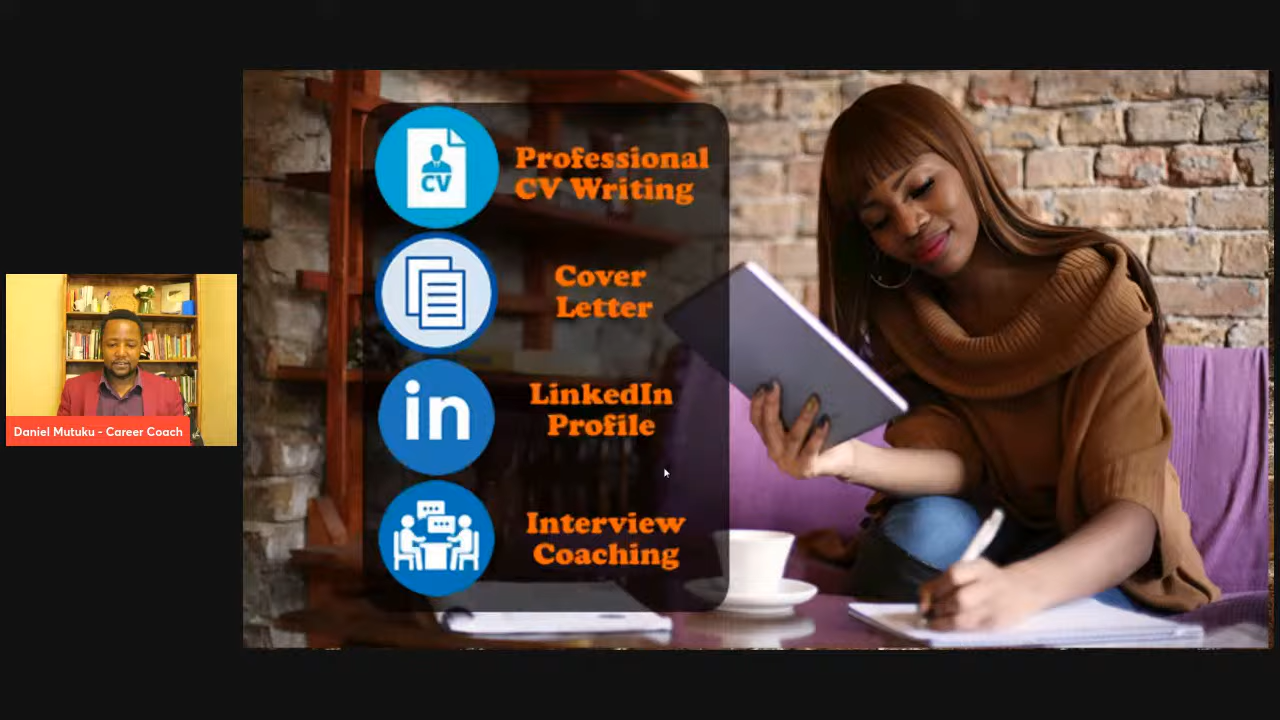 CV
Professional
CV Writing
Cover
Letter
in
LinkedIn
Profile
Interview
Coaching
Daniel Mutuku - Career Coach